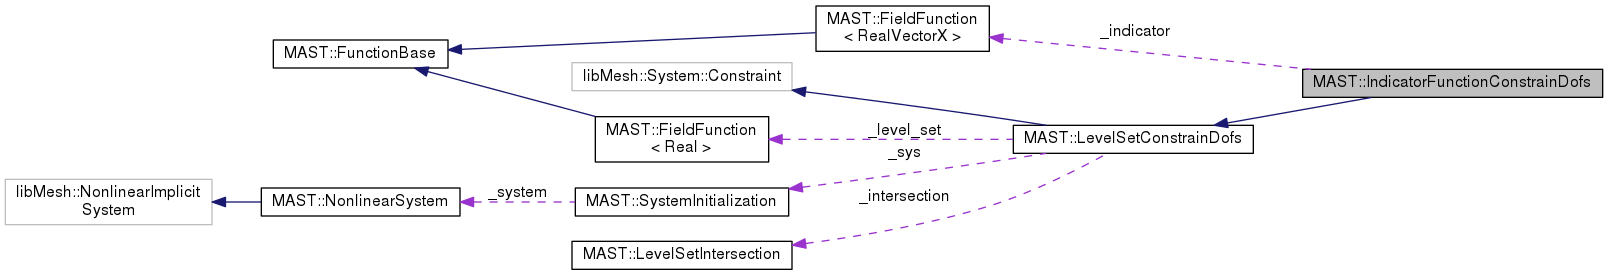 MAST::FieldFunction
< RealVectorX >
_indicator
MAST::FunctionBase
libMesh::System::Constraint
MAST::IndicatorFunctionConstrainDofs
MAST::FieldFunction
< Real >
_level_set
MAST::LevelSetConstrainDofs
_sys
libMesh::NonlinearImplicit
System
MAST::NonlinearSystem
_system
MAST::SystemInitialization
_intersection
MAST::LevelSetIntersection